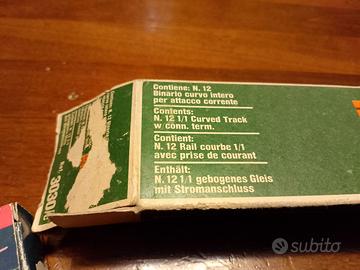 Contiene: N. 12
Binario curvo intero
per attacco corrente
Contents:
N. 12 1/1 Curved Track
w conn. term.
Content:
N. 12 Rail courbe 1/1
avec prise de courant
Enthält:
N. 12 1/1 gebogenes Gleis
mit Stromanschluss
subito